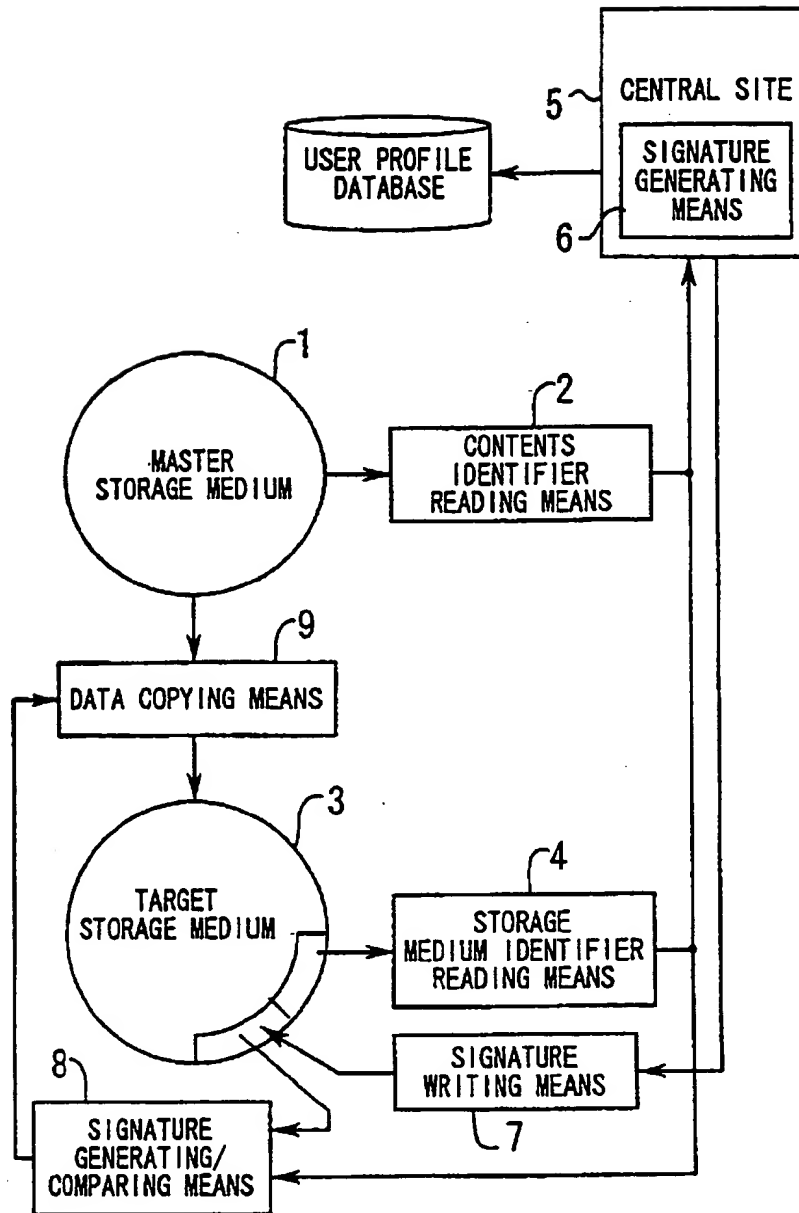 5
CENTRAL SITE
USER PROFILE
DATABASE
SIGNATURE
GENERATING
MEANS
6
1
2
MASTER
STORAGE MEDIUM
CONTENTS
IDENTIFIER
READING MEANS
9
DATA COPYING MEANS
3
4
TARGET
STORAGE MEDIUM
STORAGE
MEDIUM IDENTIFIER
READING MEANS
8
SIGNATURE
WRITING MEANS
7
SIGNATURE
GENERATING/
COMPARING MEANS